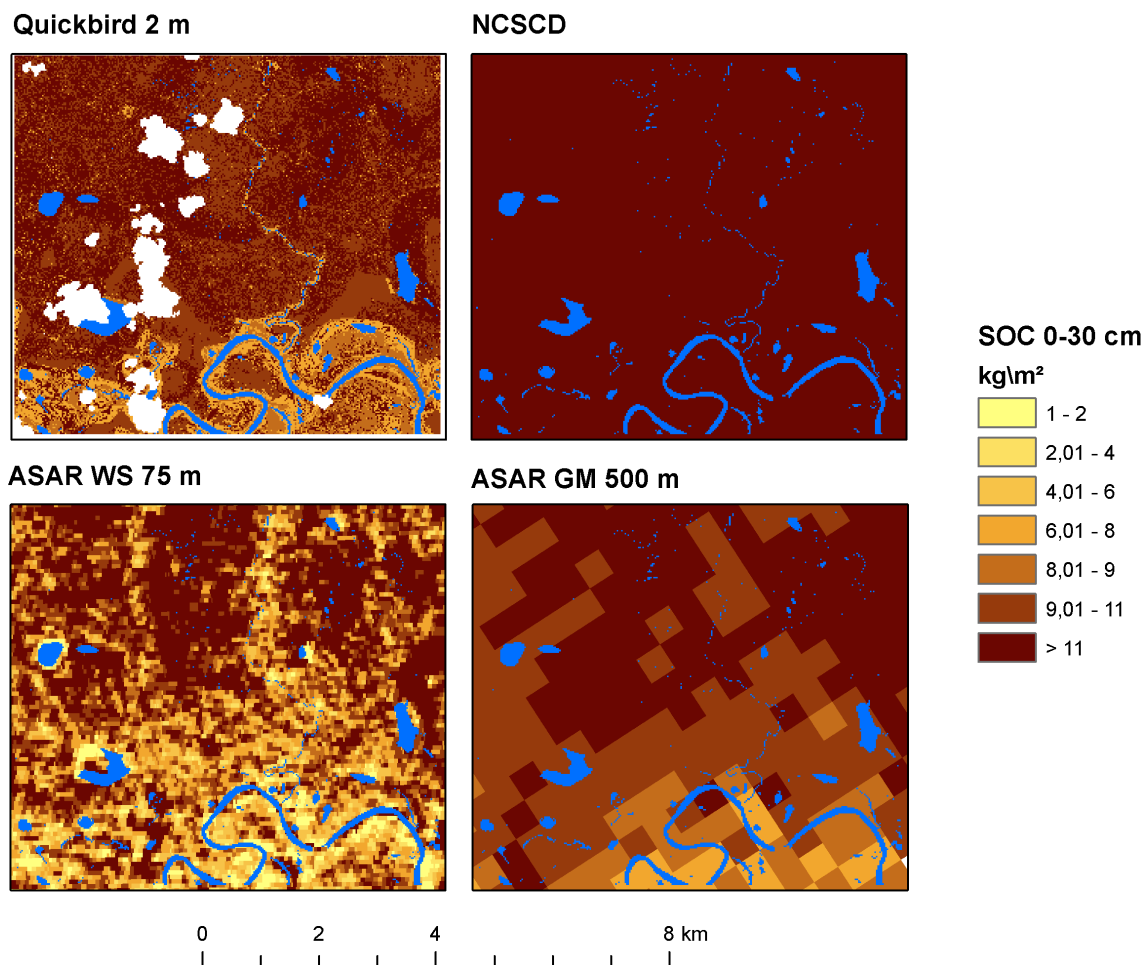 Quickbird 2 m
NCSCD
ASAR WS 75 m
ASAR GM 500 m
SOC 0-30 cm
kg\m²
1 - 2
2,01 - 4
4,01 - 6
6,01 - 8
8,01 - 9
9,01 - 11
> 11
0 2 4 8 km